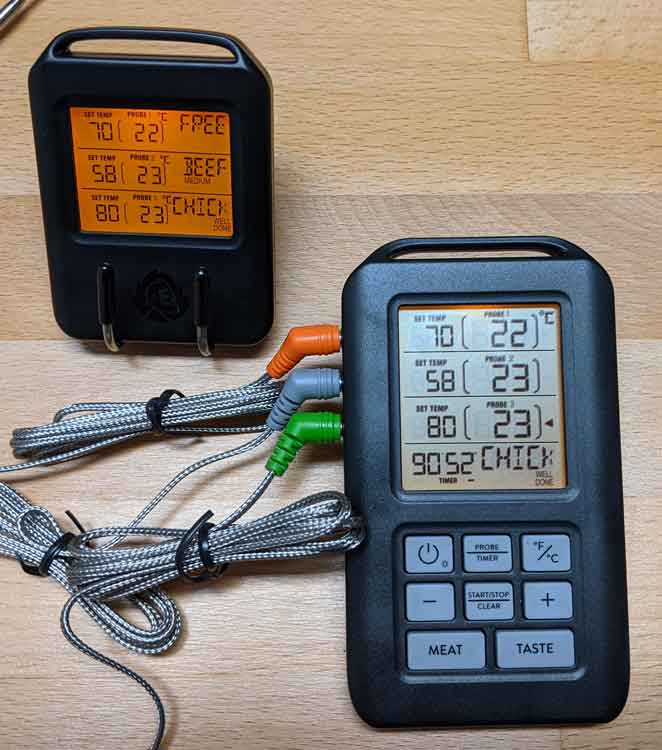 SET TEMP PROBE 1 °C
70 22 FREE
SET TEMP PROBE 2 °C
58 23 BEEF
MEDIUM
SET TEMP PROBE 3 °C
80 23 CHICK
WELL
DONE
SET TEMP PROBE 1 °C
70 22
SET TEMP PROBE 2
58 23
SET TEMP PROBE 3
80 23
90:52 CHICK
TIMER
WELL
DONE
PROBE
TIMER
°F/°C
−
START/STOP
CLEAR
+
MEAT
TASTE